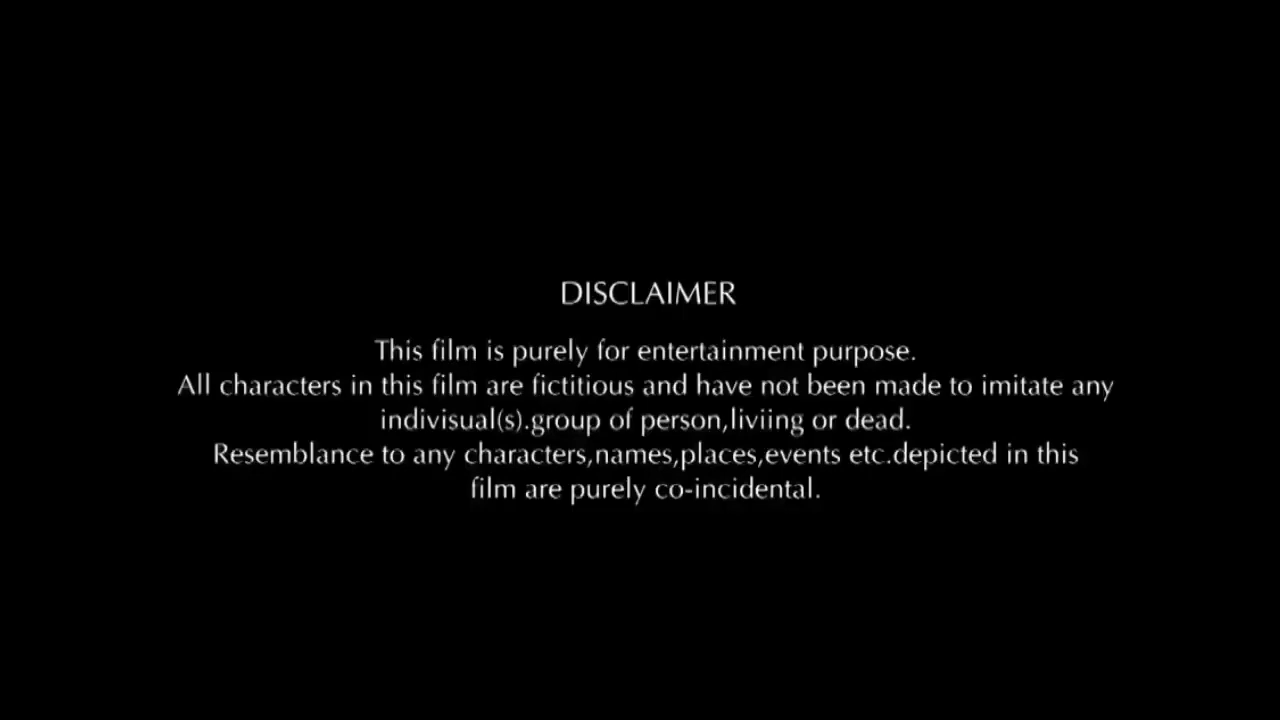 DISCLAIMER
This film is purely for entertainment purpose.
All characters in this film are fictitious and have not been made to imitate any
indivisual(s).group of person,liviing or dead.
Resemblance to any characters,names,places,events etc.depicted in this
film are purely co-incidental.